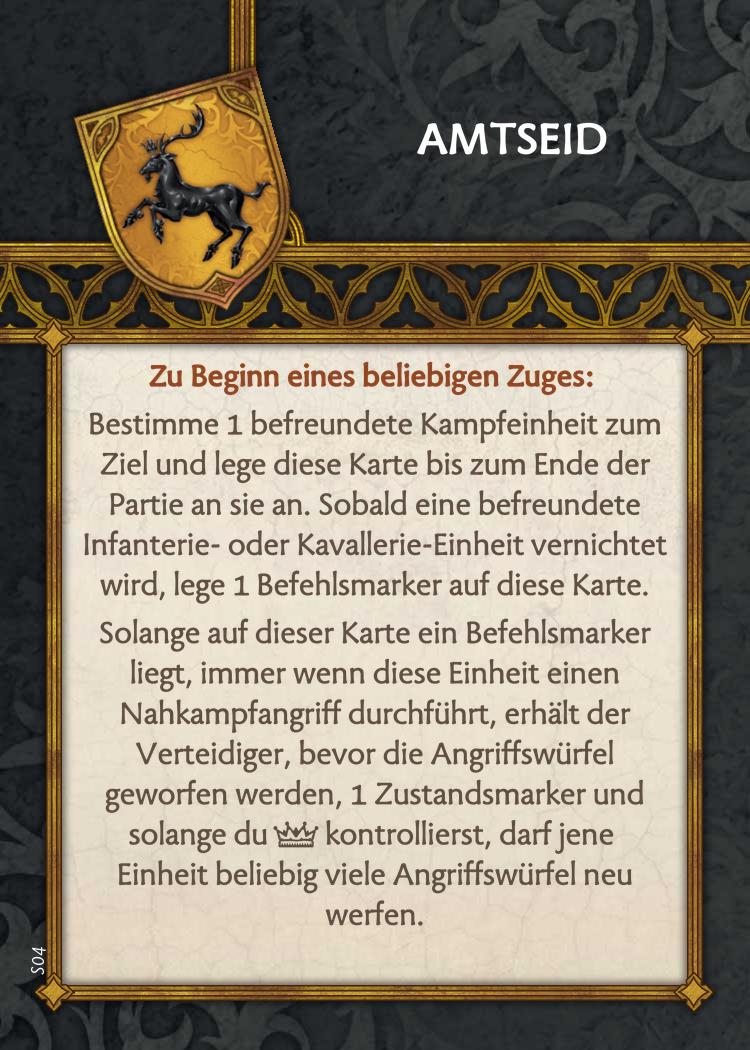 AMTSEID
Zu Beginn eines beliebigen Zuges:
Bestimme 1 befreundete Kampfeinheit zum
Ziel und lege diese Karte bis zum Ende der
Partie an sie an. Sobald eine befreundete
Infanterie- oder Kavallerie-Einheit vernichtet
wird, lege 1 Befehlsmarker auf diese Karte.
Solange auf dieser Karte ein Befehlsmarker
liegt, immer wenn diese Einheit einen
Nahkampfangriff durchführt, erhält der
Verteidiger, bevor die Angriffswürfel
geworfen werden, 1 Zustandsmarker und
solange du kontrollierst, darf jene
Einheit beliebig viele Angriffswürfel neu
werfen.
S04